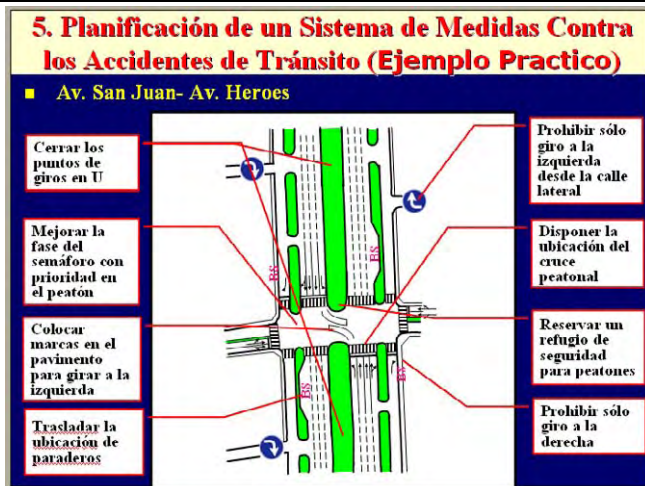 5. Planificación de un Sistema de Medidas Contra
los Accidentes de Tránsito (Ejemplo Practico)
Av. San Juan- Av. Heroes
Cerrar los
puntos de
giros en U
Mejorar la
fase del
semáforo con
prioridad en
el peatón
Colocar
marcas en el
pavimento
para girar a la
izquierda
Trasladar la
ubicación de
paraderos
BS
BS
Prohibir sólo
giro a la
izquierda
desde la calle
lateral
Disponer la
ubicación del
cruce
peatonal
Reservar un
refugio de
seguridad
para peatones
Prohibir sólo
giro a la
derecha